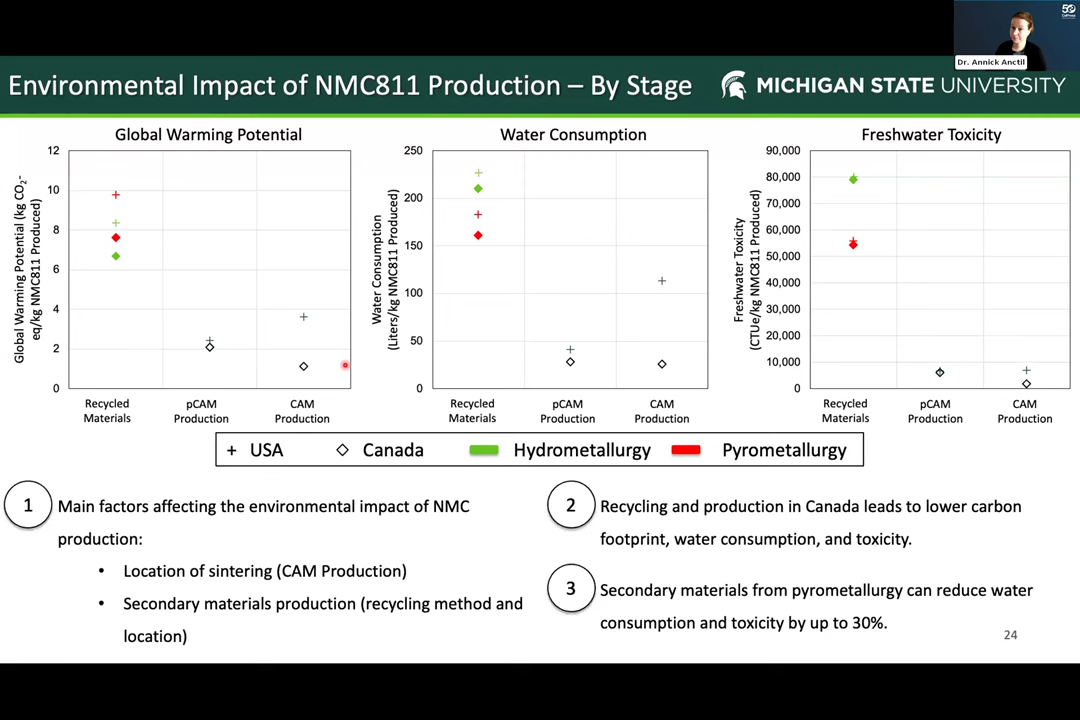 50
Dr. Annick Anctil
Environmental Impact of NMC811 Production – By Stage
MICHIGAN STATE UNIVERSITY
Global Warming Potential
Global Warming Potential (kg CO2-
eq/kg NMC811 Produced)
12
10
8
6
4
2
0
Recycled
Materials
pCAM
Production
CAM
Production
Water Consumption
Water Consumption
(Liters/kg NMC811 Produced)
250
200
150
100
50
0
Recycled
Materials
pCAM
Production
CAM
Production
Freshwater Toxicity
Freshwater Toxicity
(CTUe/kg NMC811 Produced)
90,000
80,000
70,000
60,000
50,000
40,000
30,000
20,000
10,000
0
Recycled
Materials
pCAM
Production
CAM
Production
+ USA ◇ Canada Hydrometallurgy Pyrometallurgy
1 Main factors affecting the environmental impact of NMC
production:
• Location of sintering (CAM Production)
• Secondary materials production (recycling method and
location)
2 Recycling and production in Canada leads to lower carbon
footprint, water consumption, and toxicity.
3 Secondary materials from pyrometallurgy can reduce water
consumption and toxicity by up to 30%.
24